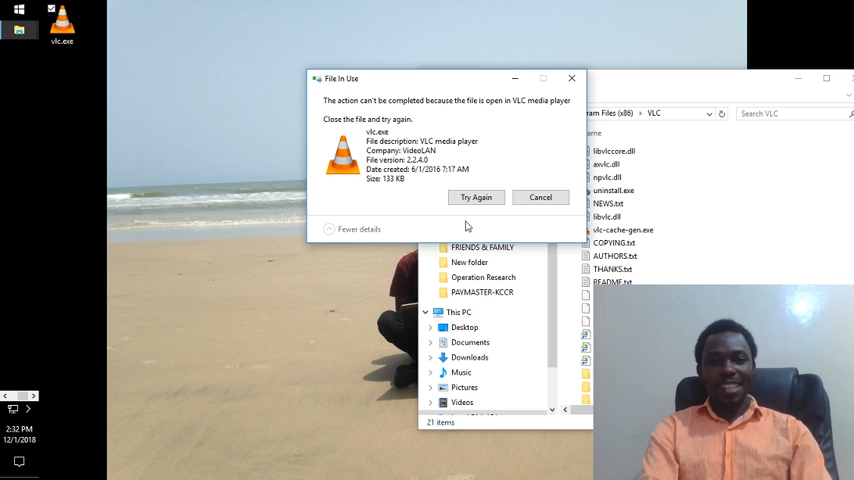 vlc.exe
File In Use
The action can't be completed because the file is open in VLC media player
Close the file and try again.
vlc.exe
File description: VLC media player
Company: VideoLAN
File version: 2.2.4.0
Date created: 6/1/2016 7:17 AM
Size: 133 KB
Try Again
Cancel
Fewer details
ram Files (x86) > VLC
Search VLC
ame
libvlccore.dll
axvlc.dll
npvlc.dll
uninstall.exe
NEWS.txt
libvlc.dll
vlc-cache-gen.exe
COPYING.txt
AUTHORS.txt
THANKS.txt
README.txt
FRIENDS & FAMILY
New folder
Operation Research
PAYMASTER-KCCR
This PC
Desktop
Documents
Downloads
Music
Pictures
Videos
21 items
2:32 PM
12/1/2018